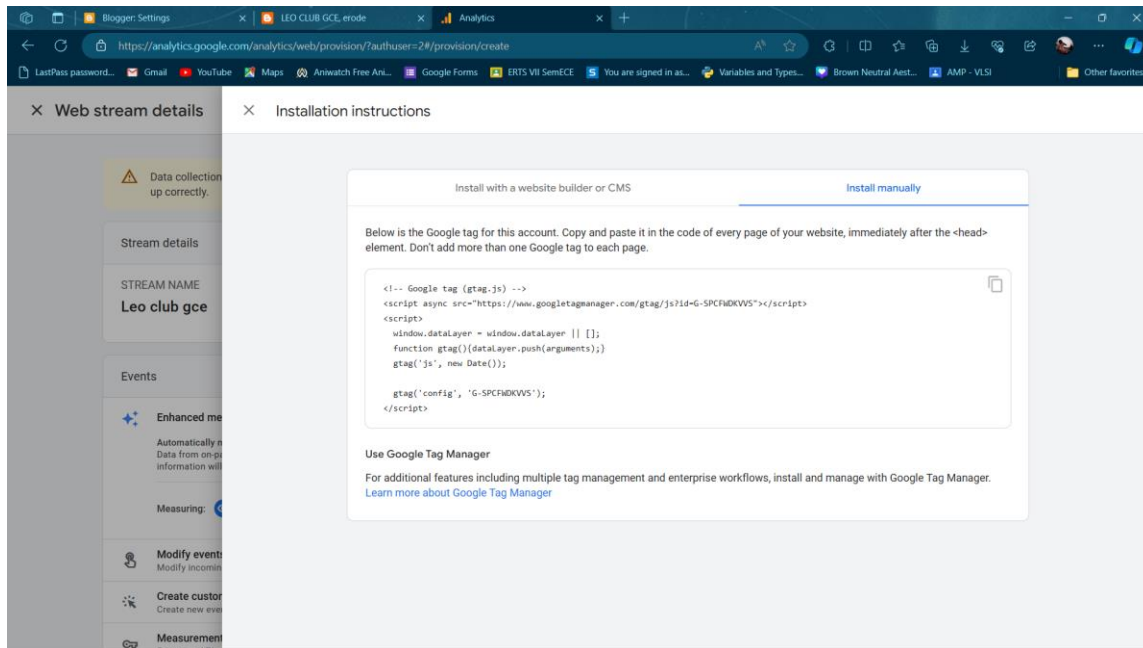 Blogger: Settings
LEO CLUB GCE, erode
Analytics
https://analytics.google.com/analytics/web/provision/?authuser=2#/provision/create
LastPass password...
Gmail
YouTube
Maps
Aniwatch Free Ani...
Google Forms
ERTS VII SemECE
You are signed in as...
Variables and Types...
Brown Neutral Aest...
AMP - VLSI
Other favorites
Web stream details
Installation instructions
Data collection
up correctly.
Stream details
STREAM NAME
Leo club gce
Events
Enhanced me
Automatically m
Data from on-pa
information will
Measuring:
Modify events
Modify incomin
Create custom
Create new even
Measurement
Install with a website builder or CMS
Install manually
Below is the Google tag for this account. Copy and paste it in the code of every page of your website, immediately after the <head>
element. Don't add more than one Google tag to each page.
<!-- Google tag (gtag.js) -->
<script async src="https://www.googletagmanager.com/gtag/js?id=G-SPCFWDKVVS"></script>
<script>
window.dataLayer = window.dataLayer || [];
function gtag(){dataLayer.push(arguments);}
gtag('js', new Date());
gtag('config', 'G-SPCFWDKVVS');
</script>
Use Google Tag Manager
For additional features including multiple tag management and enterprise workflows, install and manage with Google Tag Manager.
Learn more about Google Tag Manager